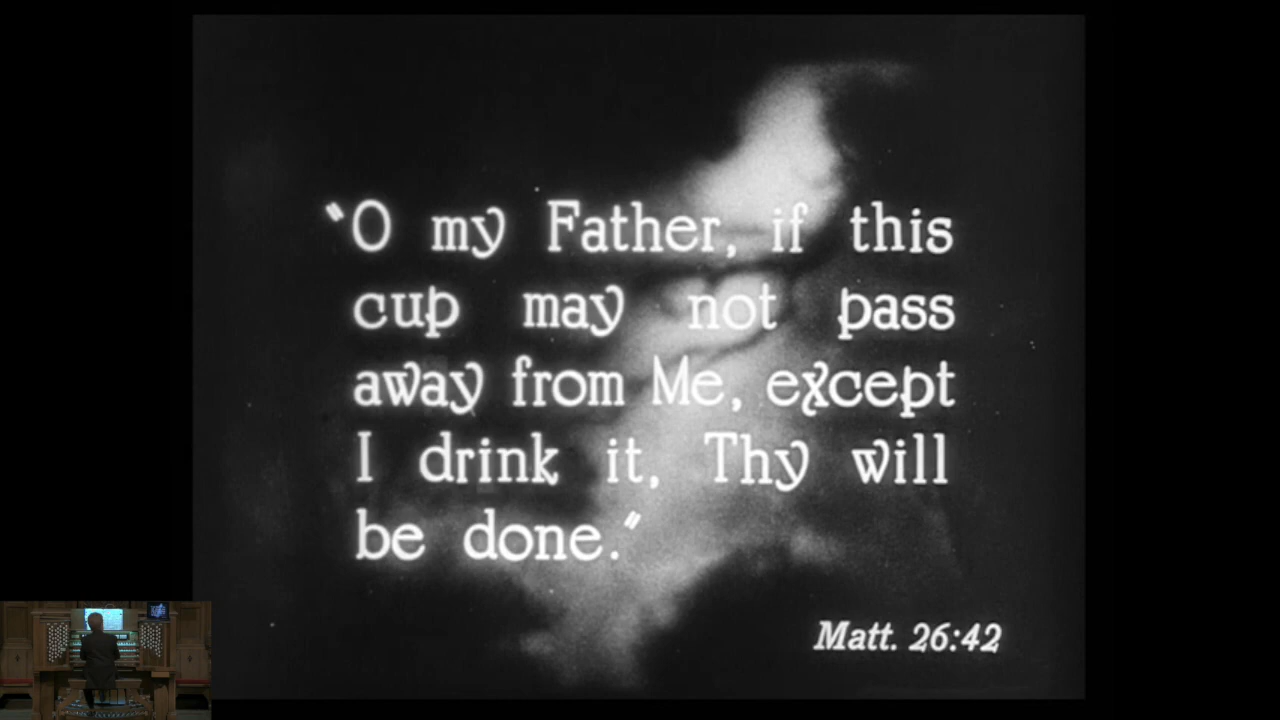 "O my Father, if this
cup may not pass
away from Me, except
I drink it, Thy will
be done."
Matt. 26:42